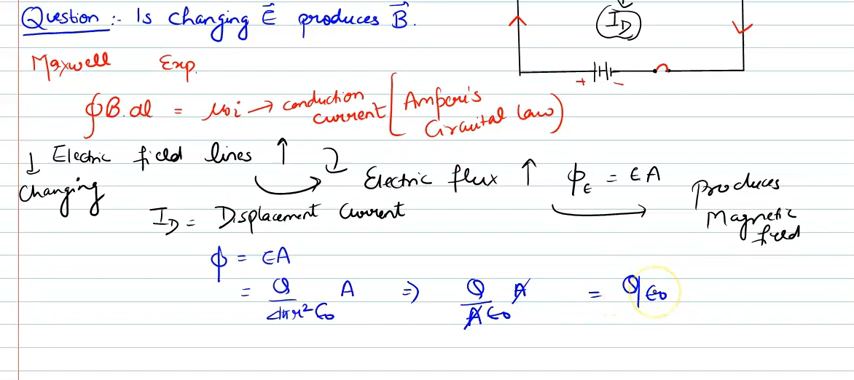 Question :- Is changing E⃗ produces B⃗.
I_D
Maxwell Exp.
+ -
∮B.dl = μ₀i → conduction current [Ampere's Circuital law)
↓ Electric field lines ↑
Changing
Electric flux ↑ ϕ_E = EA
Produces Magnetic field
I_D = Displacement Current
ϕ = EA
= Q/4πr²ε₀ A ⇒ Q/Aε₀ A = Q/ε₀